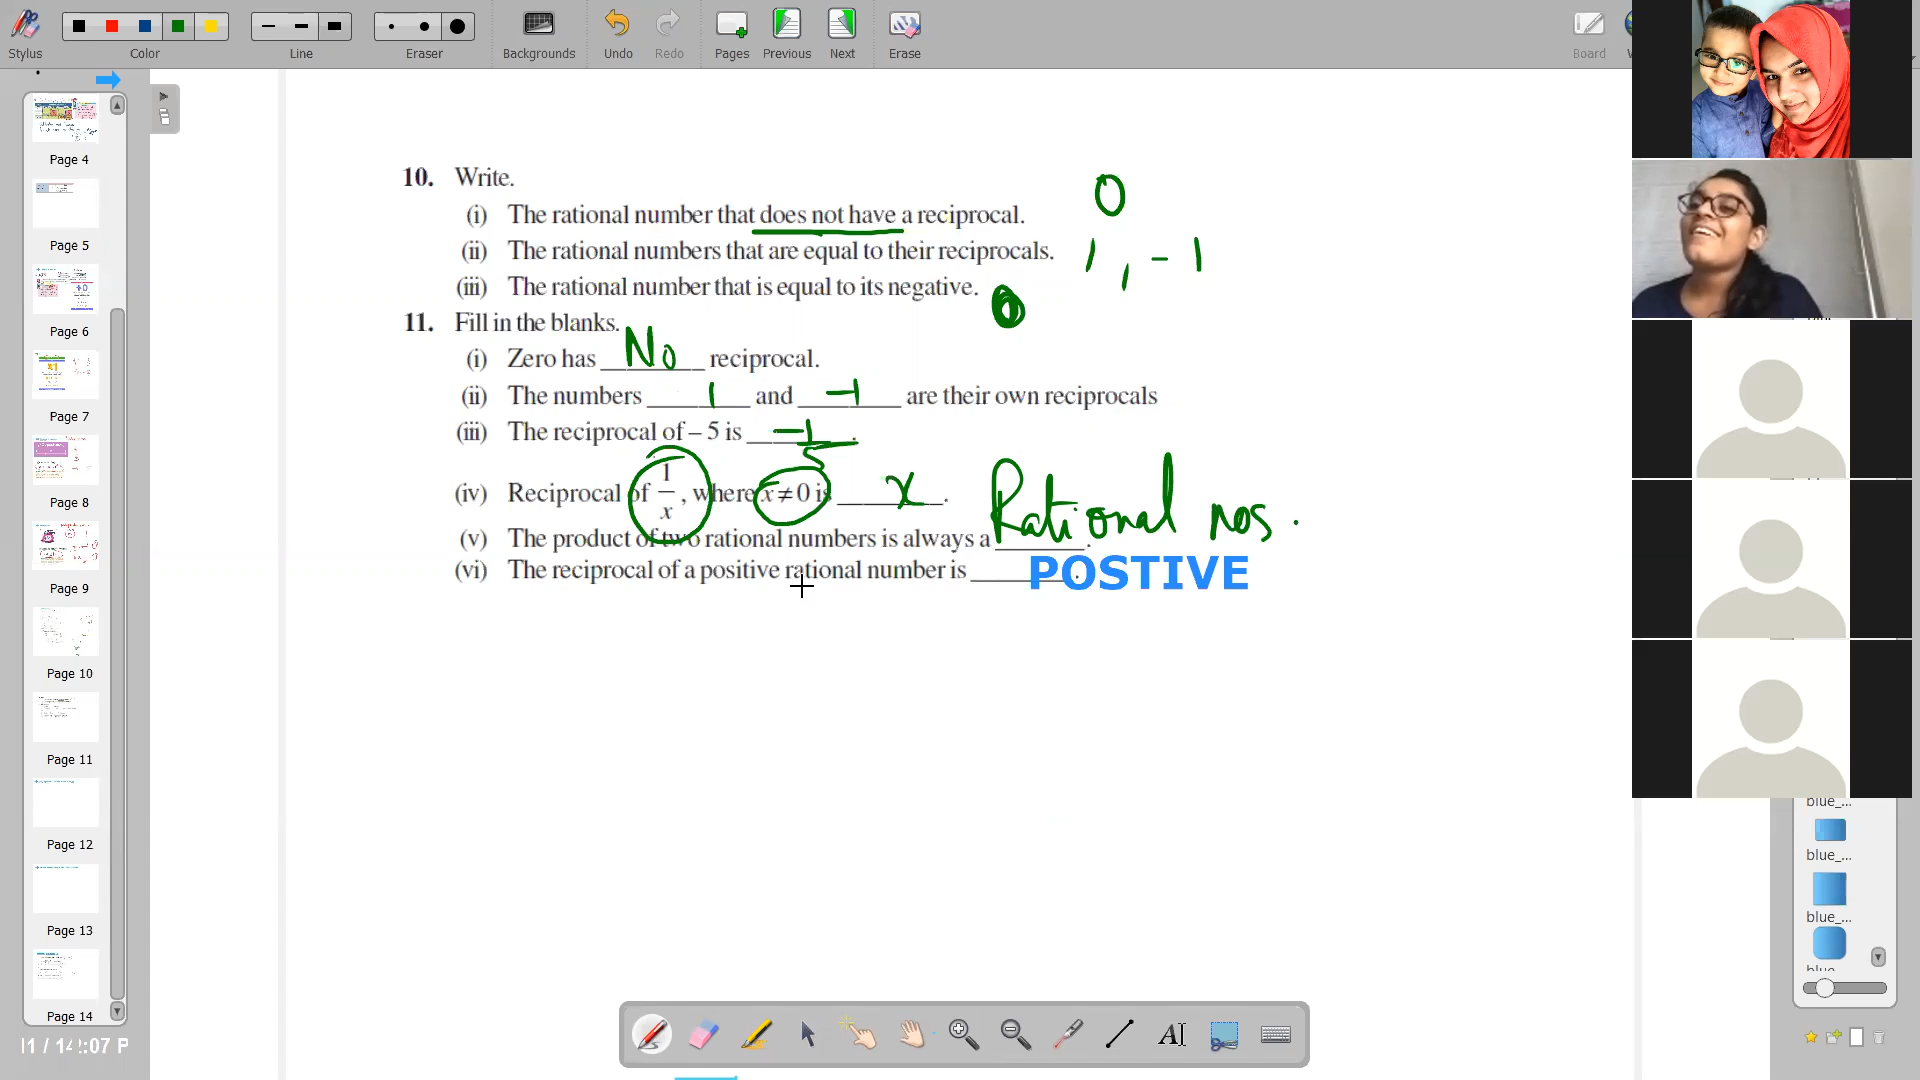 Stylus Color Line Eraser Backgrounds Undo Redo Pages Previous Next Erase Board
Page 4
Page 5
Page 6
Page 7
Page 8
Page 9
Page 10
Page 11
Page 12
Page 13
Page 14
10. Write.
(i) The rational number that does not have a reciprocal. 0
(ii) The rational numbers that are equal to their reciprocals. 1, -1
(iii) The rational number that is equal to its negative. 0
11. Fill in the blanks.
(i) Zero has No reciprocal.
(ii) The numbers 1 and -1 are their own reciprocals
(iii) The reciprocal of – 5 is -1/5.
(iv) Reciprocal of 1/x, where x ≠ 0 is x.
(v) The product of two rational numbers is always a Rational nos.
(vi) The reciprocal of a positive rational number is POSTIVE.
blue_...
blue_...
blue_...